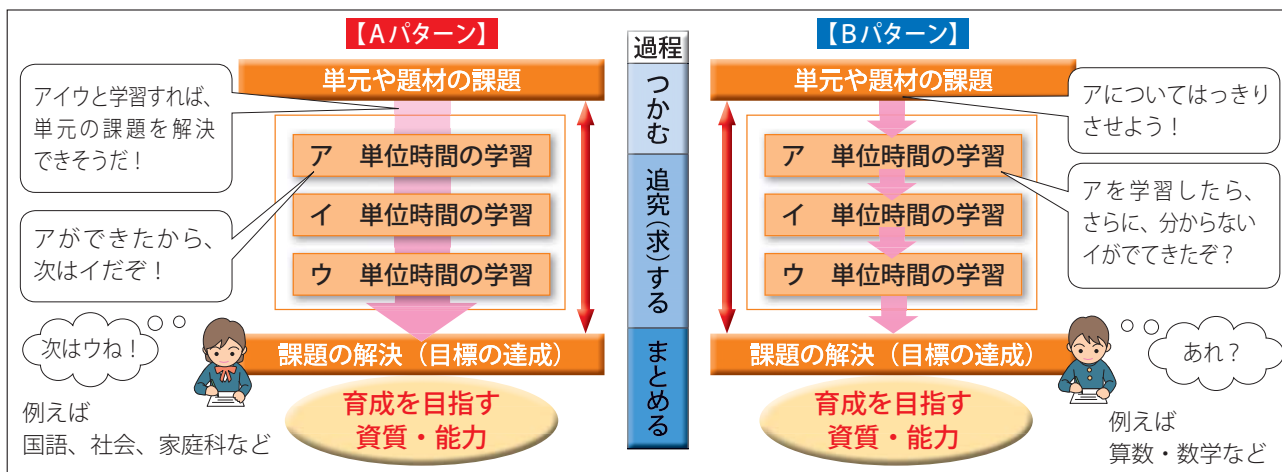 【Aパターン】
単元や題材の課題
アイウと学習すれば、
単元の課題を解決
できそうだ！
ア　単位時間の学習
イ　単位時間の学習
ウ　単位時間の学習
アができたから、
次はイだぞ！
次はウね！
課題の解決（目標の達成）
育成を目指す
資質・能力
例えば
国語、社会、家庭科など
過程
つかむ
追究（求）する
まとめる
【Bパターン】
単元や題材の課題
アについてはっきり
させよう！
ア　単位時間の学習
イ　単位時間の学習
ウ　単位時間の学習
アを学習したら、
さらに、分からない
イがでてきたぞ？
あれ？
課題の解決（目標の達成）
育成を目指す
資質・能力
例えば
算数・数学など